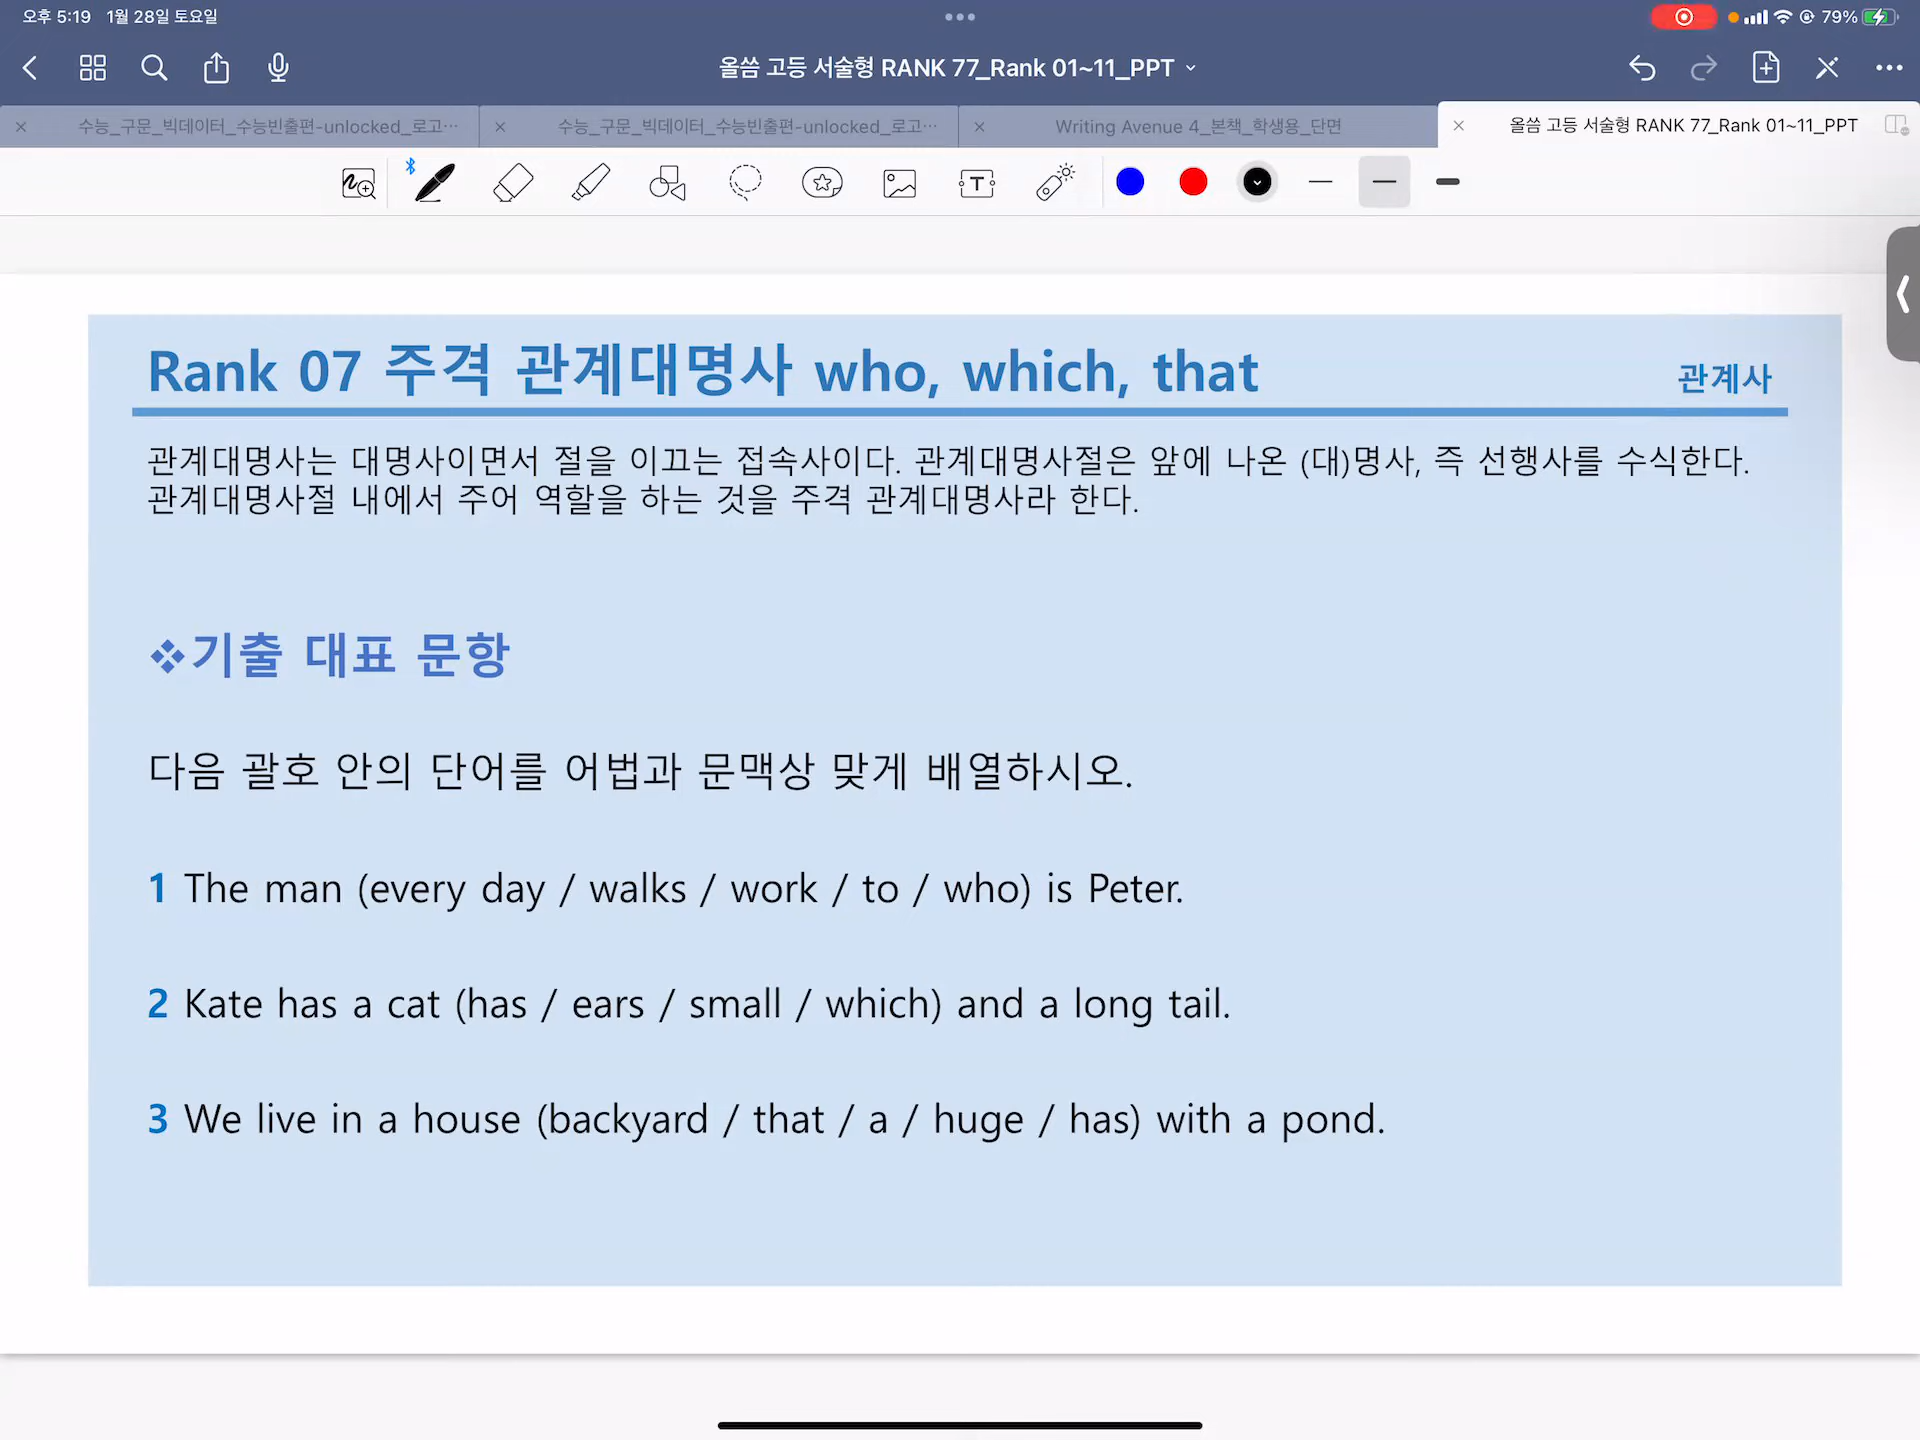 오후 5:19 1월 28일 토요일
79%
올씀 고등 서술형 RANK 77_Rank 01~11_PPT
수능_구문_빅데이터_수능빈출편-unlocked_로고…
수능_구문_빅데이터_수능빈출편-unlocked_로고…
Writing Avenue 4_본책_학생용_단면
올씀 고등 서술형 RANK 77_Rank 01~11_PPT
Rank 07 주격 관계대명사 who, which, that
관계사
관계대명사는 대명사이면서 절을 이끄는 접속사이다. 관계대명사절은 앞에 나온 (대)명사, 즉 선행사를 수식한다.
관계대명사절 내에서 주어 역할을 하는 것을 주격 관계대명사라 한다.
❖기출 대표 문항
다음 괄호 안의 단어를 어법과 문맥상 맞게 배열하시오.
1 The man (every day / walks / work / to / who) is Peter.
2 Kate has a cat (has / ears / small / which) and a long tail.
3 We live in a house (backyard / that / a / huge / has) with a pond.